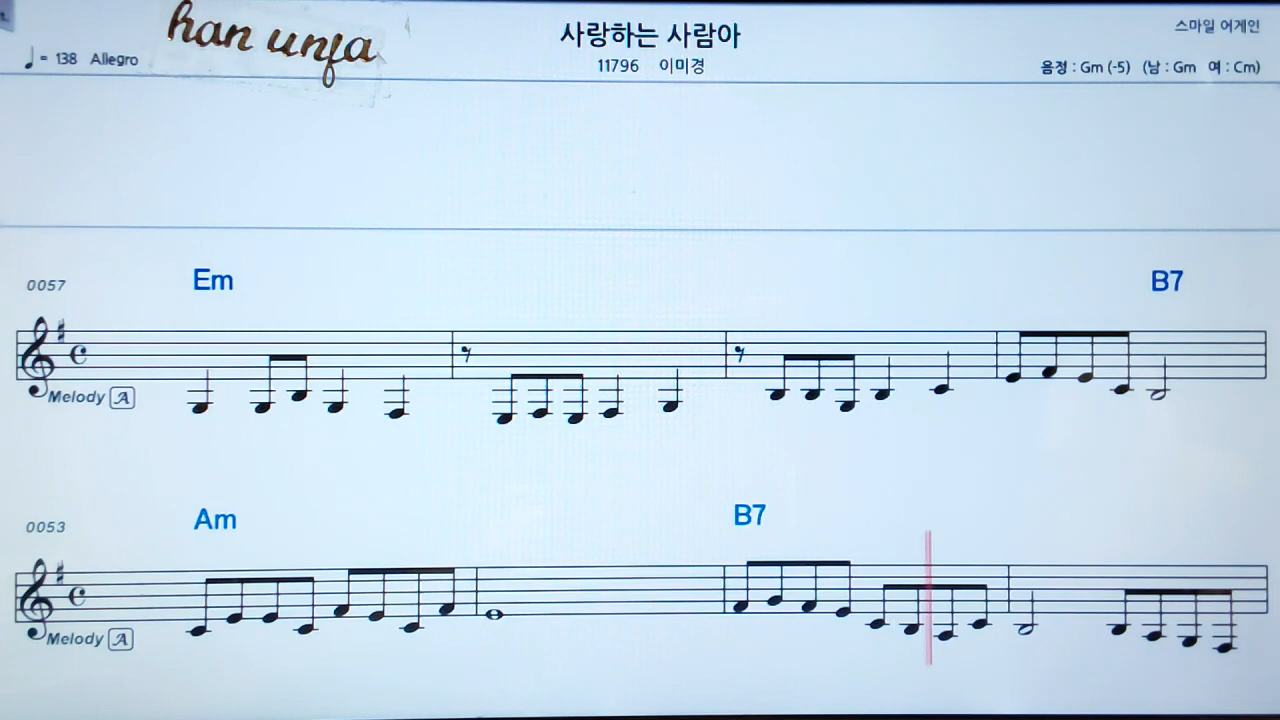 han unfa
사랑하는 사람아
스마일 어게인
♩ = 138 Allegro
11796 이미경
음정 : Gm (-5) (남 : Gm 여 : Cm)
0057 Em B7
Melody A
0053 Am B7
Melody A